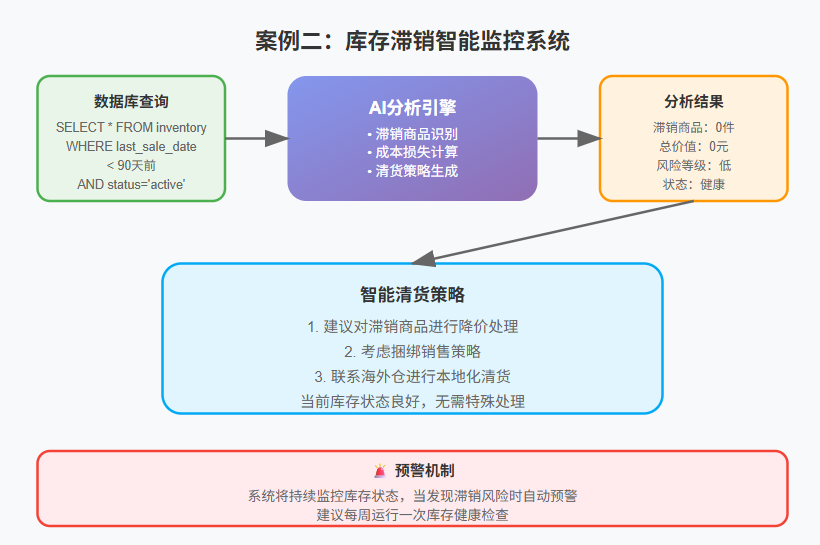 案例二：库存滞销智能监控系统
数据库查询
SELECT * FROM inventory
WHERE last_sale_date
< 90天前
AND status='active'
AI分析引擎
• 滞销商品识别
• 成本损失计算
• 清货策略生成
分析结果
滞销商品：0件
总价值：0元
风险等级：低
状态：健康
智能清货策略
1. 建议对滞销商品进行降价处理
2. 考虑捆绑销售策略
3. 联系海外仓进行本地化清货
当前库存状态良好，无需特殊处理
🚨 预警机制
系统将持续监控库存状态，当发现滞销风险时自动预警
建议每周运行一次库存健康检查